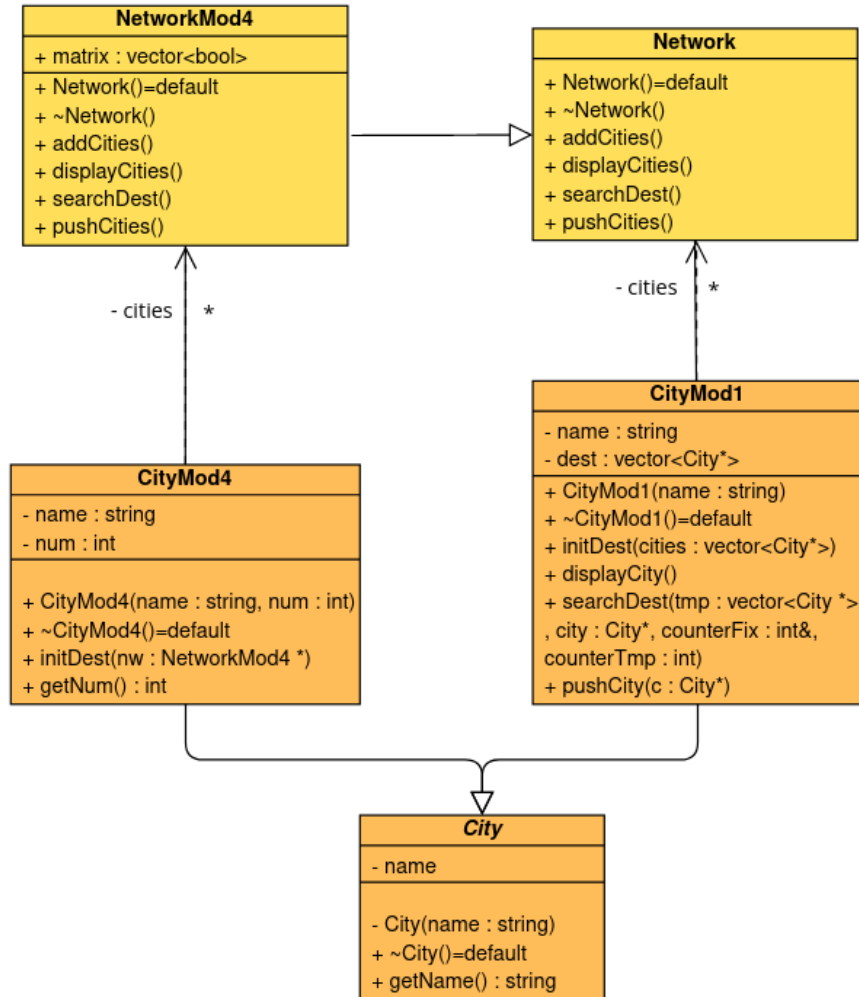 NetworkMod4
+ matrix : vector<bool>
+ Network()=default
+ ~Network()
+ addCities()
+ displayCities()
+ searchDest()
+ pushCities()
Network
+ Network()=default
+ ~Network()
+ addCities()
+ displayCities()
+ searchDest()
+ pushCities()
- cities *
- cities *
CityMod4
- name : string
- num : int
+ CityMod4(name : string, num : int)
+ ~CityMod4()=default
+ initDest(nw : NetworkMod4 *)
+ getNum() : int
CityMod1
- name : string
- dest : vector<City*>
+ CityMod1(name : string)
+ ~CityMod1()=default
+ initDest(cities : vector<City*>)
+ displayCity()
+ searchDest(tmp : vector<City *>
, city : City*, counterFix : int&,
counterTmp : int)
+ pushCity(c : City*)
City
- name
- City(name : string)
+ ~City()=default
+ getName() : string